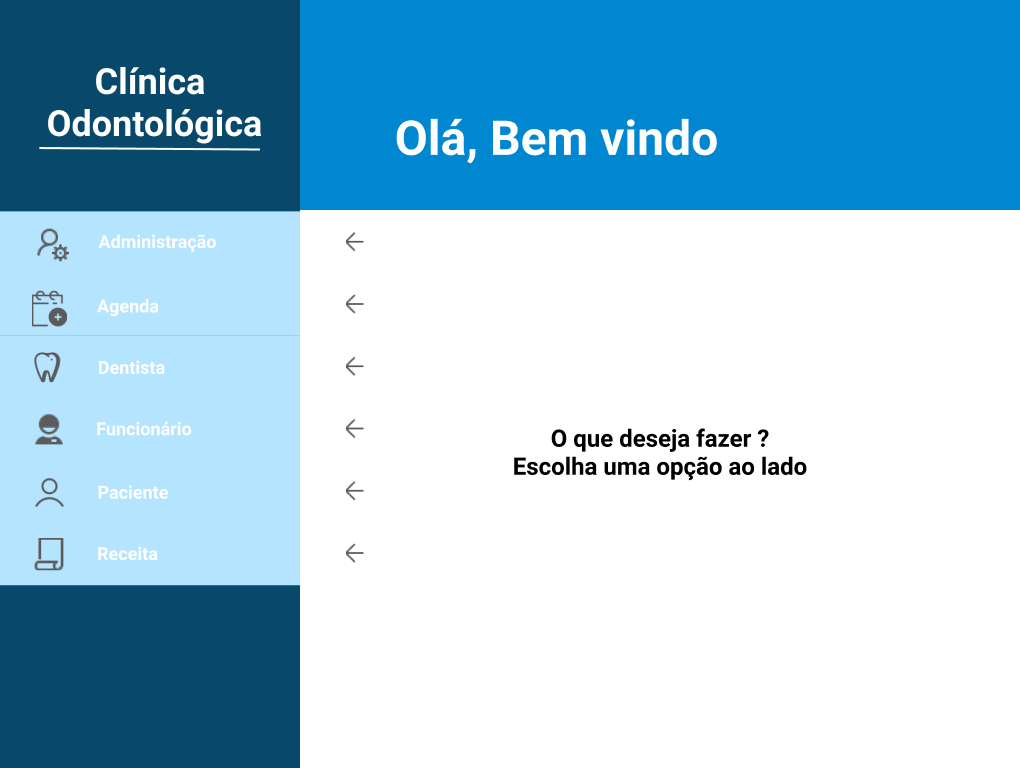 Clínica
Odontológica
Olá, Bem vindo
Administração
Agenda
Dentista
Funcionário
Paciente
Receita
O que deseja fazer ?
Escolha uma opção ao lado